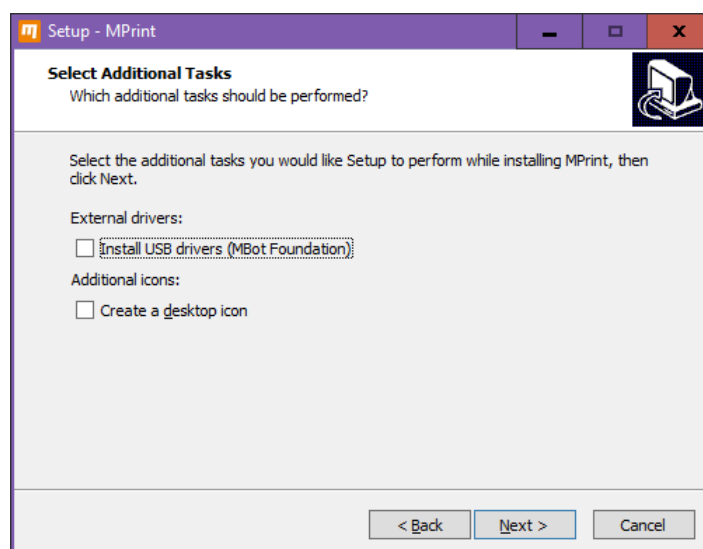 Setup - MPrint
Select Additional Tasks
Which additional tasks should be performed?
Select the additional tasks you would like Setup to perform while installing MPrint, then
click Next.
External drivers:
Install USB drivers (MBot Foundation)
Additional icons:
Create a desktop icon
< Back
Next >
Cancel